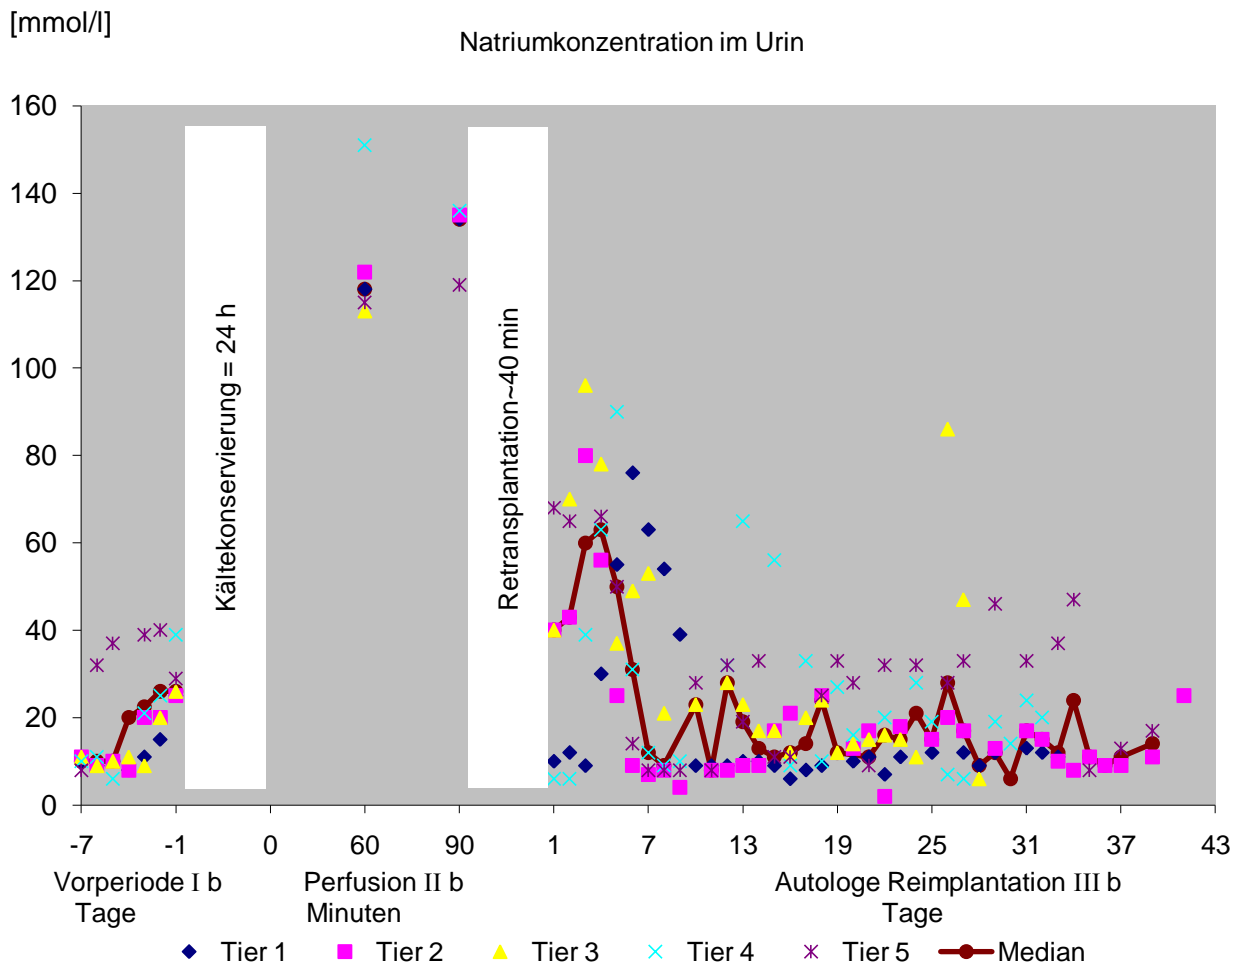 [mmol/l]
Natriumkonzentration im Urin
160
140
120
100
80
60
40
20
0
Kältekonservierung = 24 h
Retransplantation~40 min
-7 -1 0 60 90 1 7 13 19 25 31 37 43
Vorperiode I b Perfusion II b Autologe Reimplantation III b
Tage Minuten Tage
Tier 1 Tier 2 Tier 3 Tier 4 Tier 5 Median